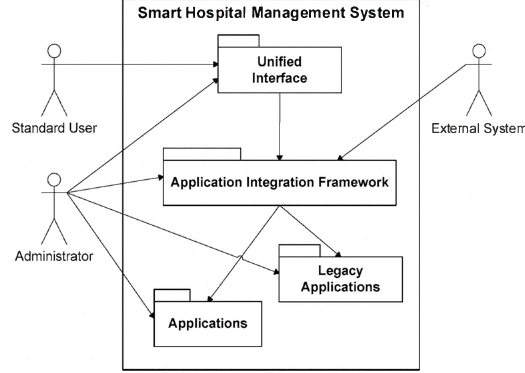 Smart Hospital Management System
Unified
Interface
Standard User
External System
Application Integration Framework
Administrator
Legacy
Applications
Applications